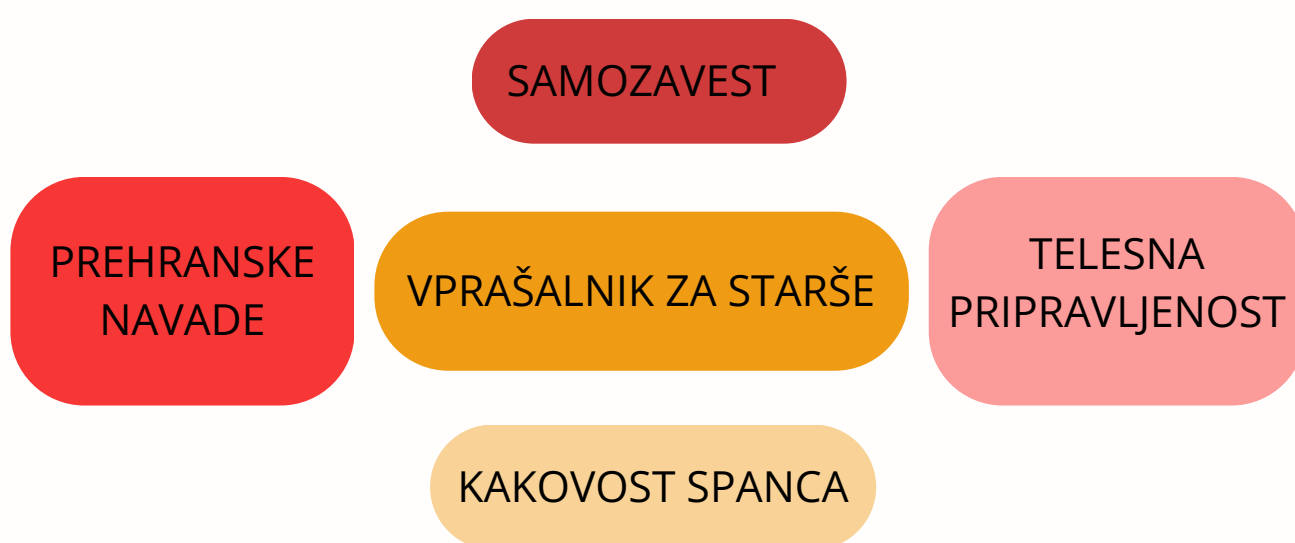 SAMOZAVEST
PREHRANSKE
NAVADE
VPRAŠALNIK ZA STARŠE
TELESNA
PRIPRAVLJENOST
KAKOVOST SPANCA